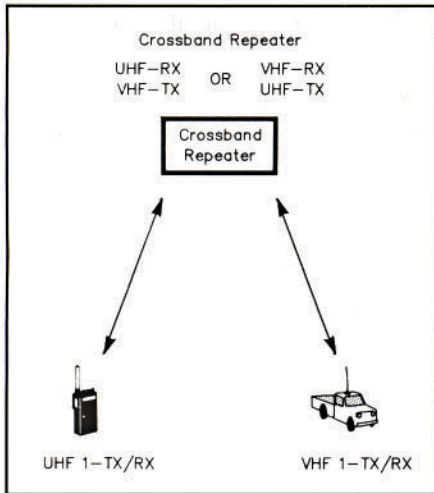 Crossband Repeater
UHF-RX OR VHF-RX
VHF-TX UHF-TX
Crossband
Repeater
UHF 1-TX/RX VHF 1-TX/RX